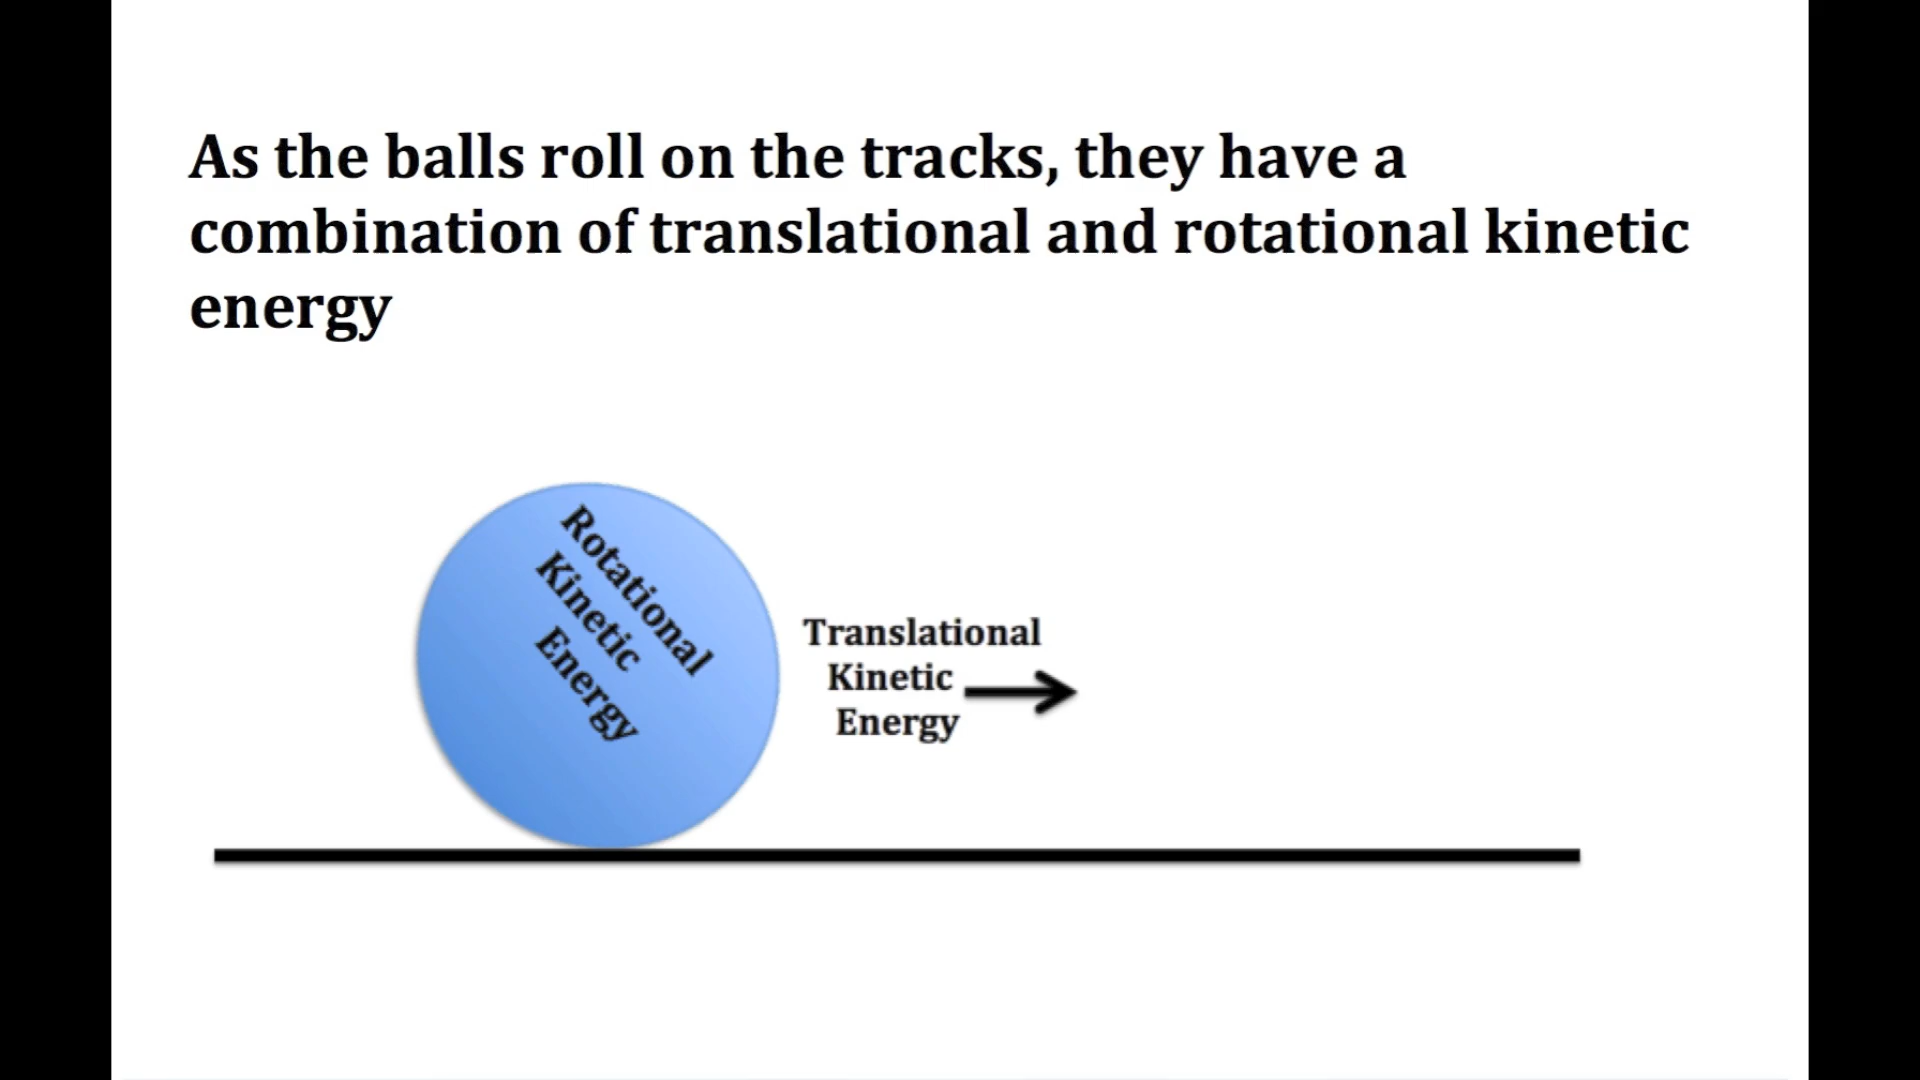 As the balls roll on the tracks, they have a
combination of translational and rotational kinetic
energy
Rotational
Kinetic
Energy
Translational
Kinetic
Energy